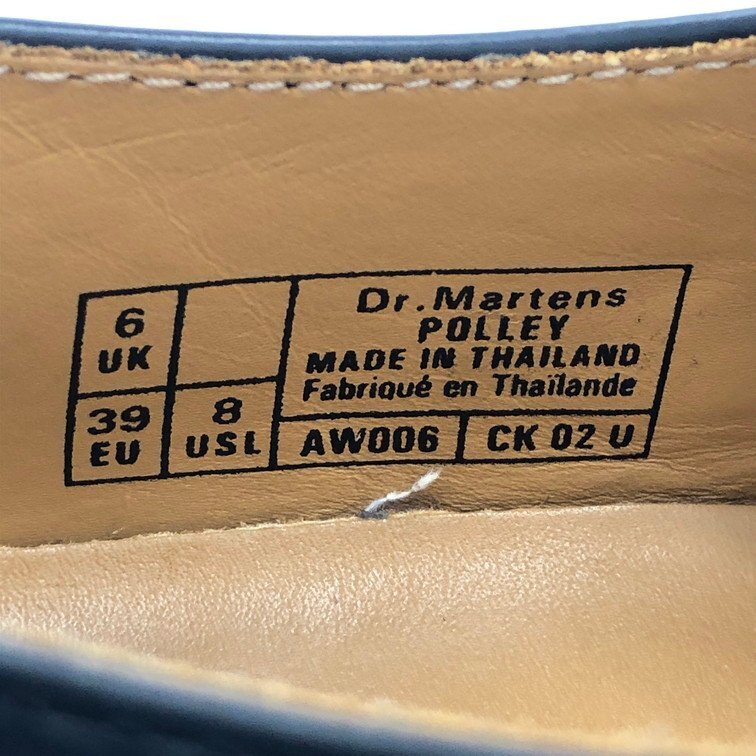 6
UK
39
EU
8
USL
Dr.Martens
POLLEY
MADE IN THAILAND
Fabriqué en Thaïlande
AW006
CK 02 U